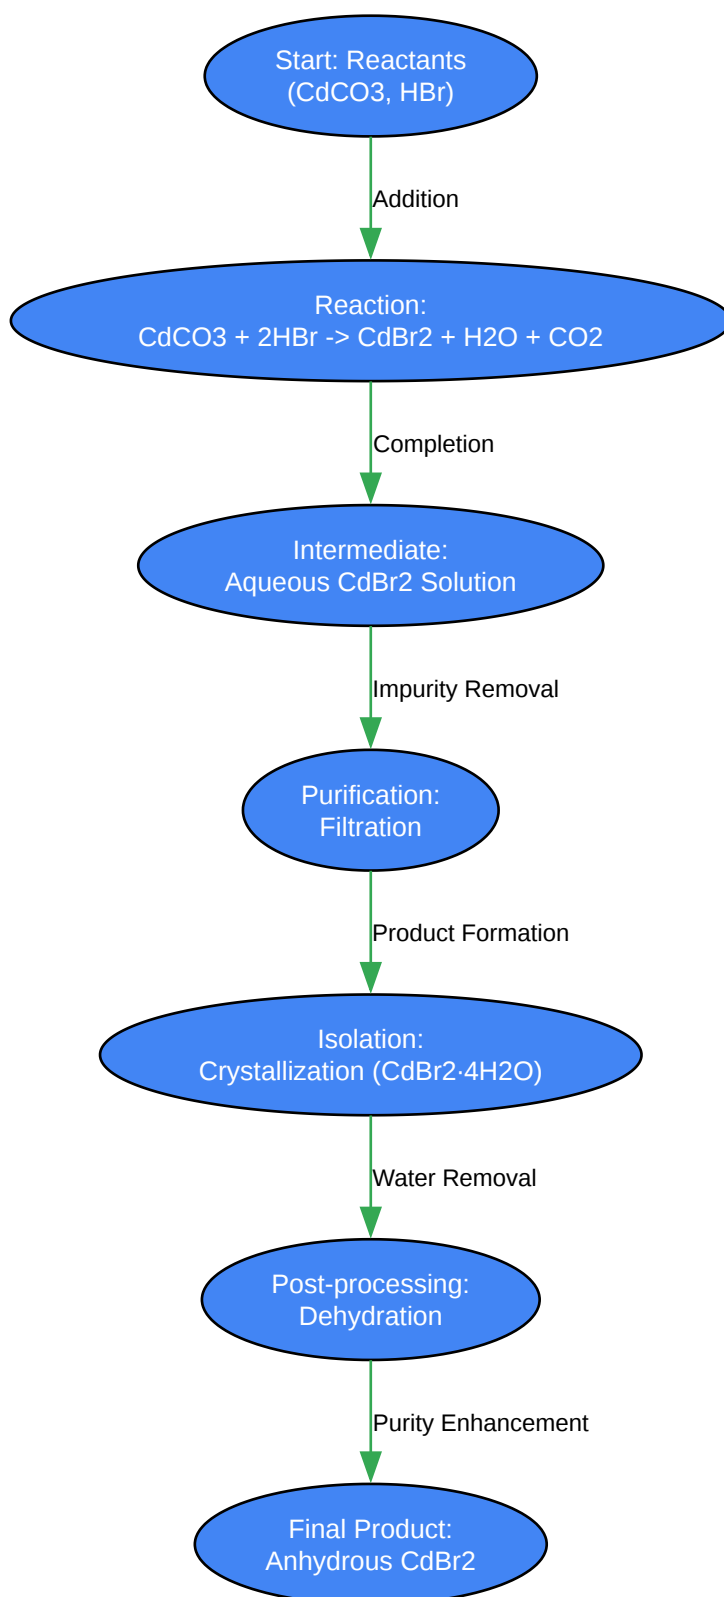 Start: Reactants
(CdCO3, HBr)
Addition
Reaction:
CdCO3 + 2HBr -> CdBr2 + H2O + CO2
Completion
Intermediate:
Aqueous CdBr2 Solution
Impurity Removal
Purification:
Filtration
Product Formation
Isolation:
Crystallization (CdBr2·4H2O)
Water Removal
Post-processing:
Dehydration
Purity Enhancement
Final Product:
Anhydrous CdBr2